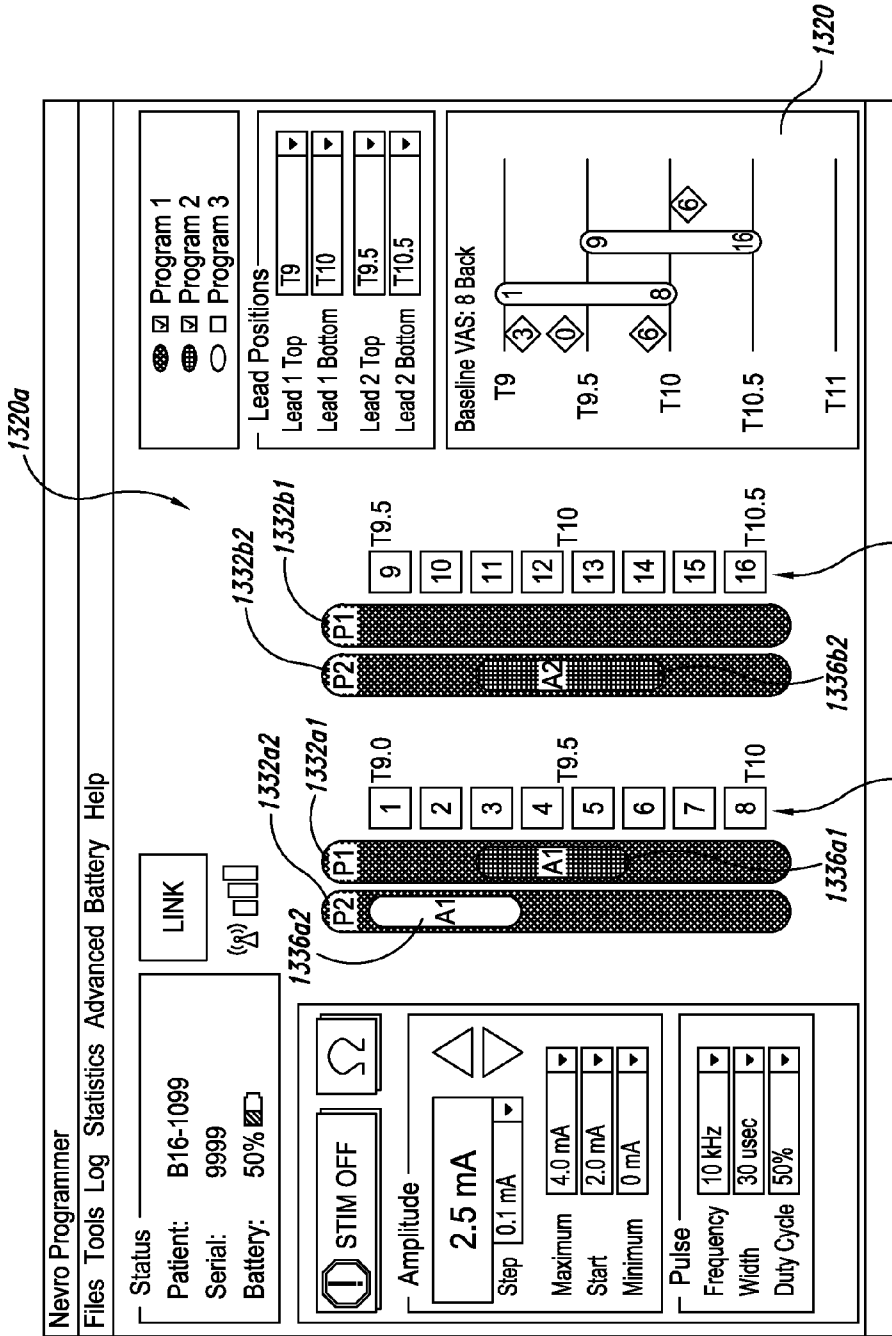 1320a
Nevro Programmer
Files Tools Log Statistics Advanced Battery Help
Status
Patient: B16-1099
Serial: 9999
Battery: 50%
LINK
STIM OFF
Ω
Amplitude
2.5 mA
Step 0.1 mA
Maximum 4.0 mA
Start 2.0 mA
Minimum 0 mA
Pulse
Frequency 10 kHz
Width 30 usec
Duty Cycle 50%
1336a2
1332a2
1332a1
P2
P1
A1
A1
1 T9.0
2
3
4
T9.5
5
6
7
8 T10
1336a1
1332b2
1332b1
P2
P1
A2
9 T9.5
10
11
12
T10
13
14
15
16 T10.5
1336b2
Program 1
Program 2
Program 3
Lead Positions
Lead 1 Top T9
Lead 1 Bottom T10
Lead 2 Top T9.5
Lead 2 Bottom T10.5
Baseline VAS: 8 Back
T9
T9.5
T10
T10.5
T11
1
8
9
16
3
0
6
6
1320